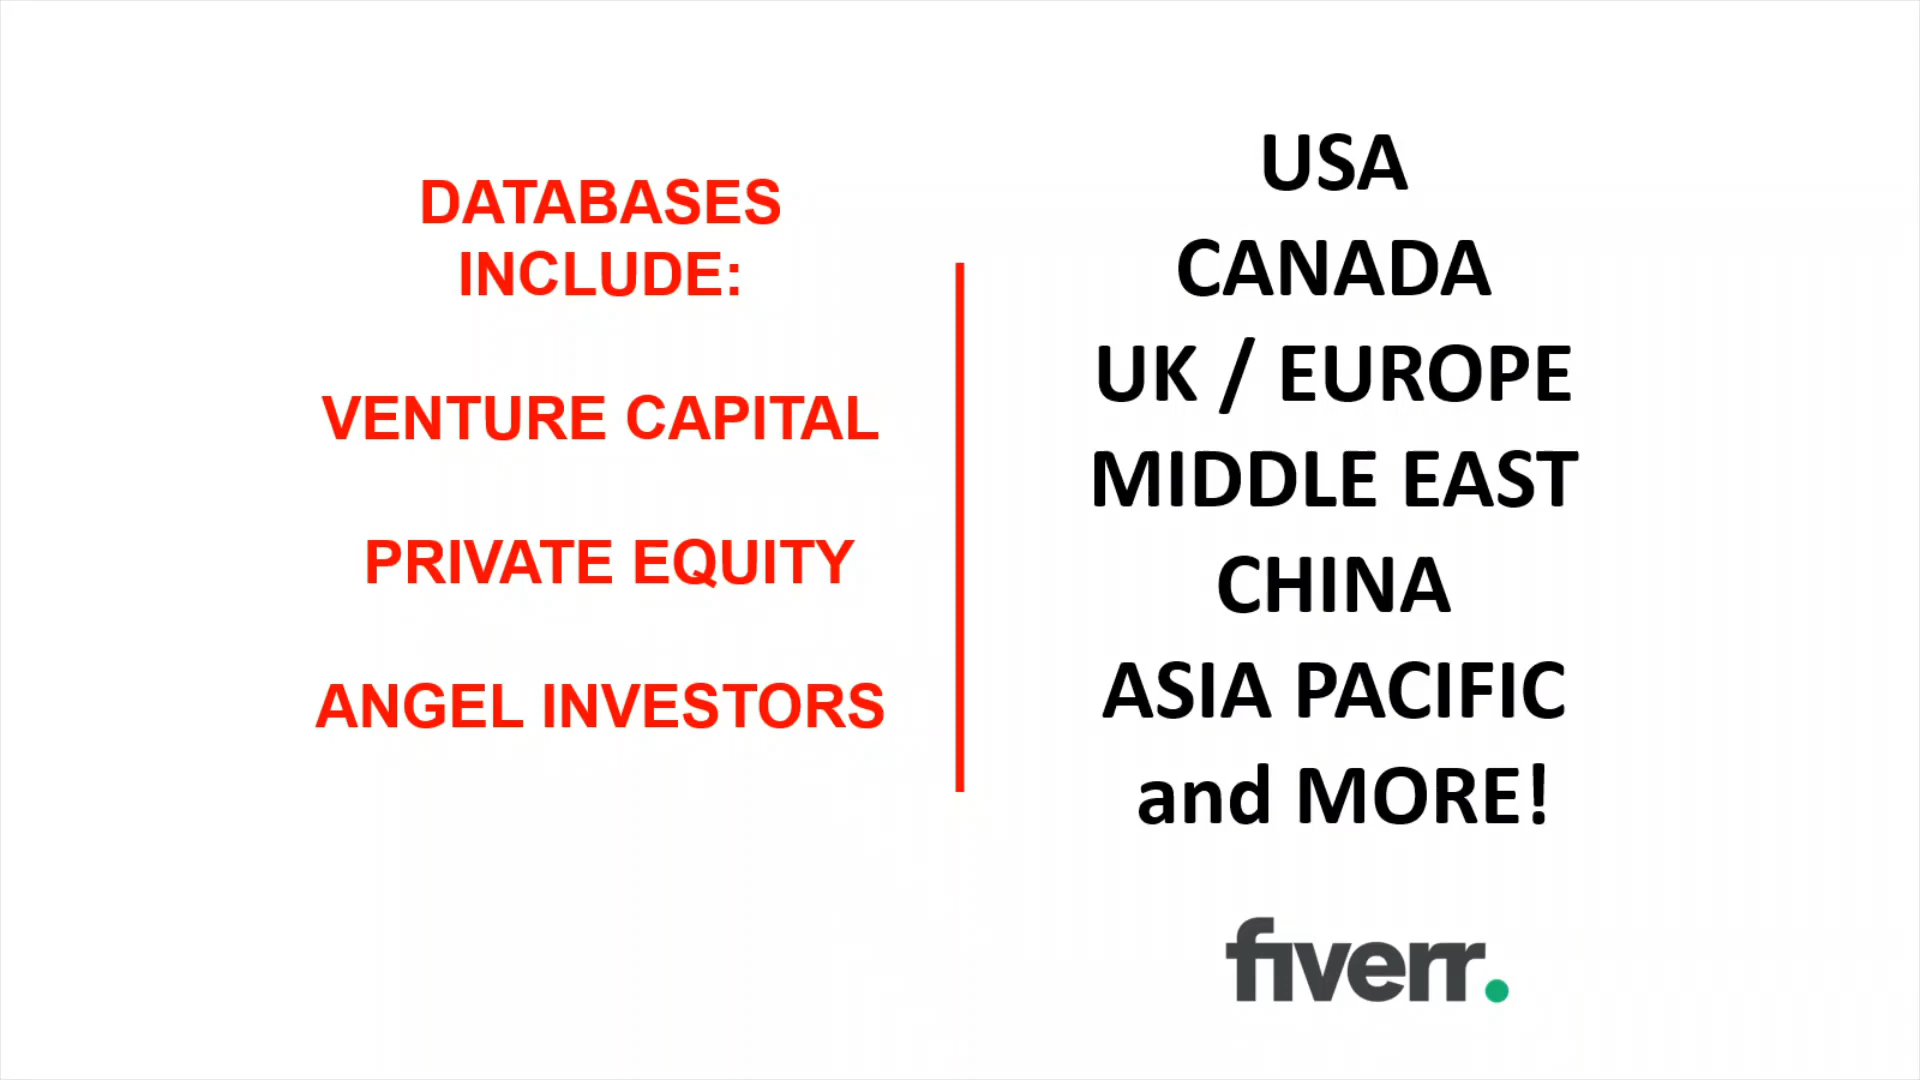 DATABASES
INCLUDE:
VENTURE CAPITAL
PRIVATE EQUITY
ANGEL INVESTORS
USA
CANADA
UK / EUROPE
MIDDLE EAST
CHINA
ASIA PACIFIC
and MORE!
fiverr.